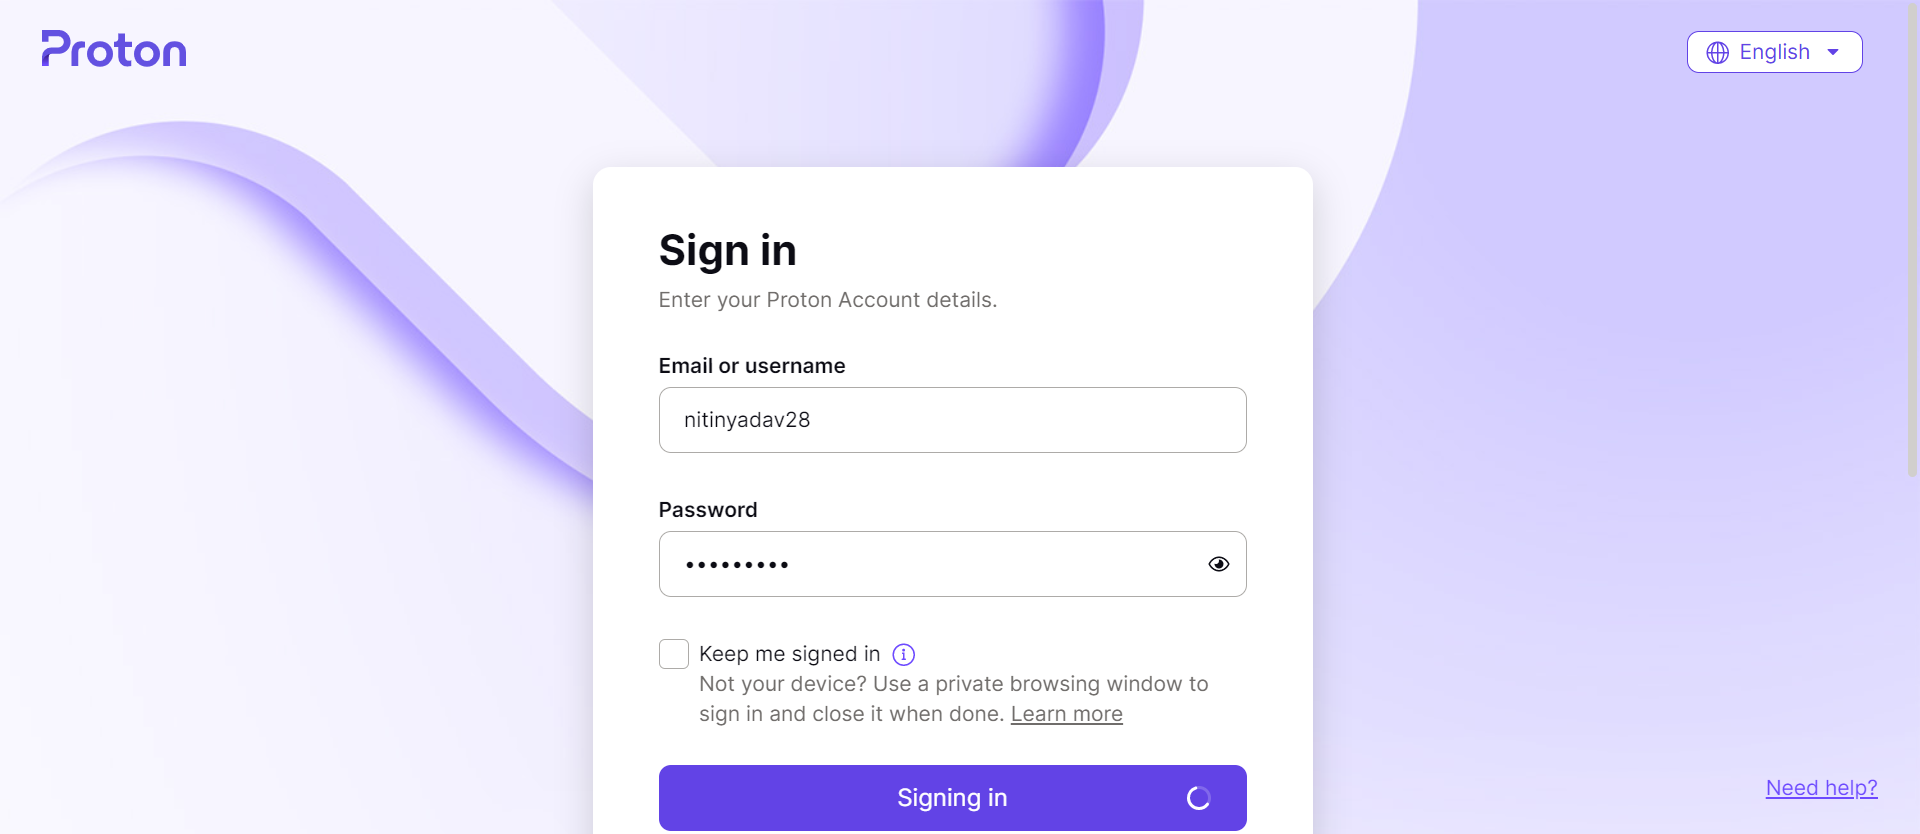 Proton
English
Sign in
Enter your Proton Account details.
Email or username
nitinyadav28
Password
•••••••••
Keep me signed in
Not your device? Use a private browsing window to
sign in and close it when done. Learn more
Signing in
Need help?